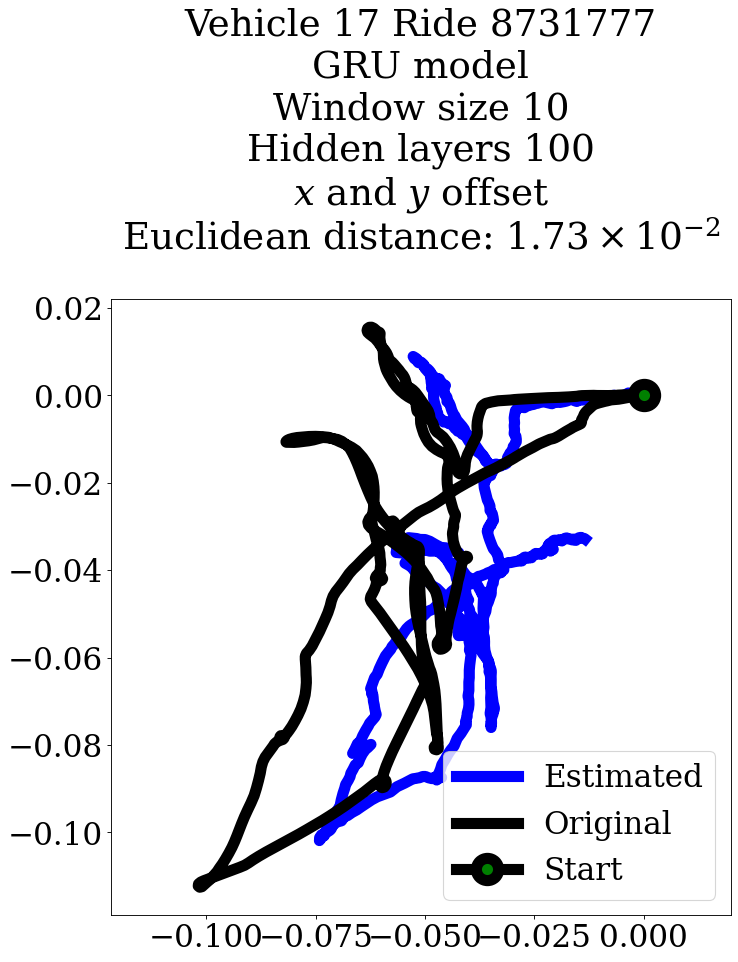 Vehicle 17 Ride 8731777
GRU model
Window size 10
Hidden layers 100
x and y offset
Euclidean distance: 1.73 × 10⁻²
0.02
0.00
−0.02
−0.04
−0.06
−0.08
−0.10
Estimated
Original
Start
−0.100 −0.075 −0.050 −0.025 0.000